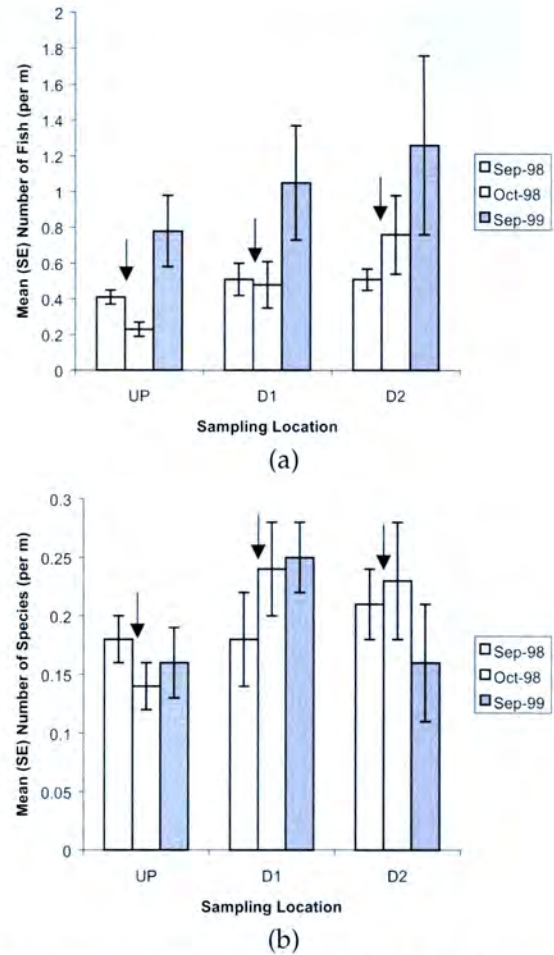 2
1.8
1.6
1.4
1.2
1
0.8
0.6
0.4
0.2
0
Mean (SE) Number of Fish (per m)
UP D1 D2
Sampling Location
Sep-98
Oct-98
Sep-99
(a)
0.3
0.25
0.2
0.15
0.1
0.05
0
Mean (SE) Number of Species (per m)
UP D1 D2
Sampling Location
Sep-98
Oct-98
Sep-99
(b)